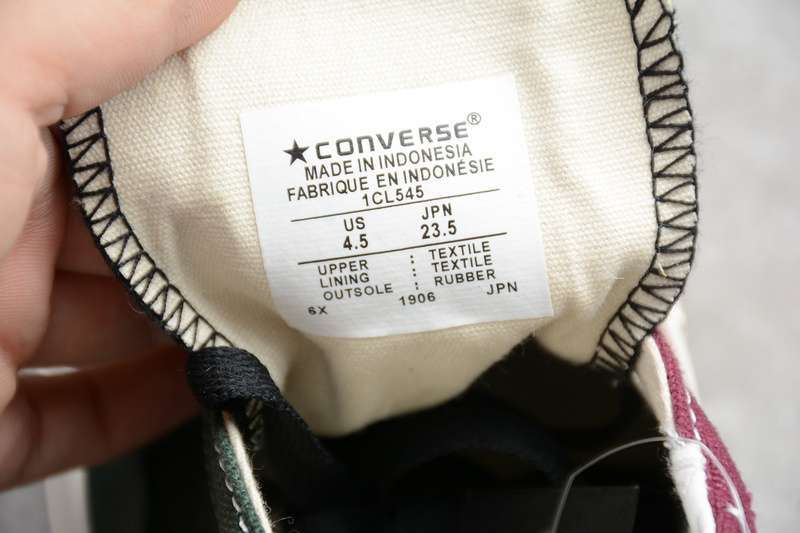 ★CONVERSE®
MADE IN INDONESIA
FABRIQUE EN INDONÉSIE
1CL545
US JPN
4.5 23.5
UPPER : TEXTILE
LINING : TEXTILE
OUTSOLE : RUBBER
6X 1906 JPN